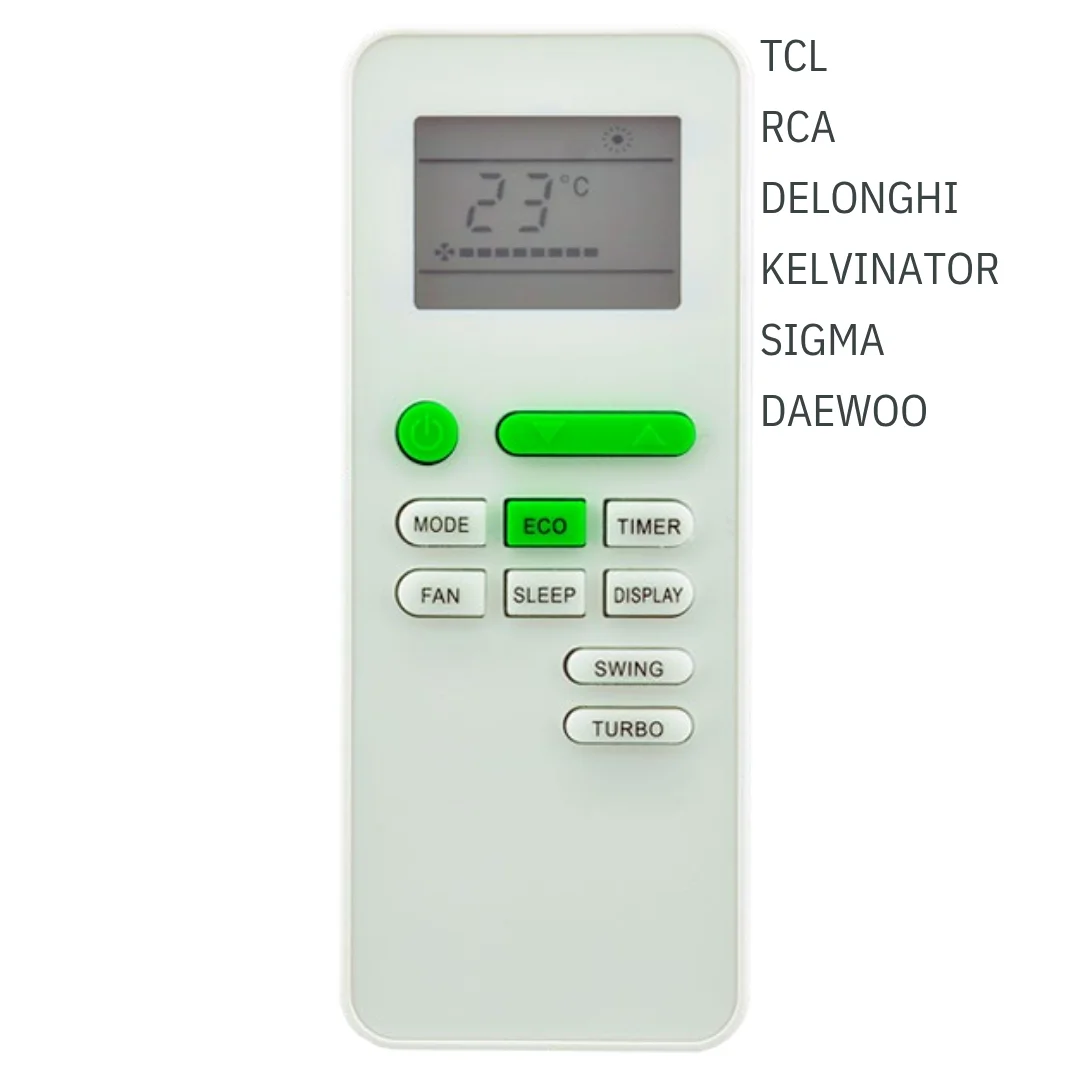 TCL
RCA
DELONGHI
KELVINATOR
SIGMA
DAEWOO
23°C
MODE ECO TIMER
FAN SLEEP DISPLAY
SWING
TURBO